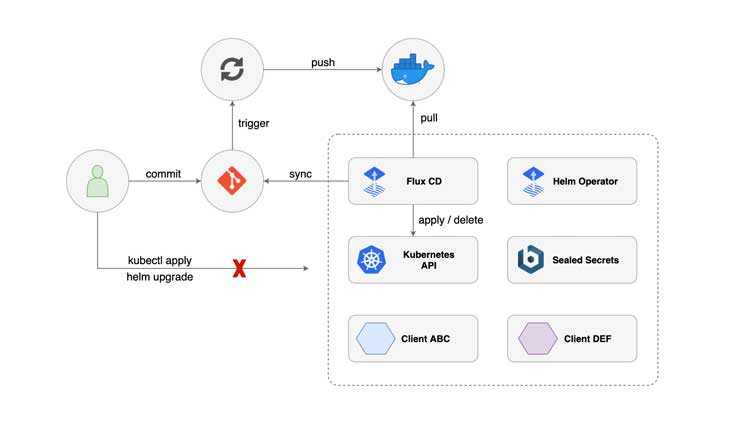 push
trigger
pull
commit
sync
Flux CD
Helm Operator
apply / delete
kubectl apply
helm upgrade
X
Kubernetes
API
Sealed Secrets
Client ABC
Client DEF